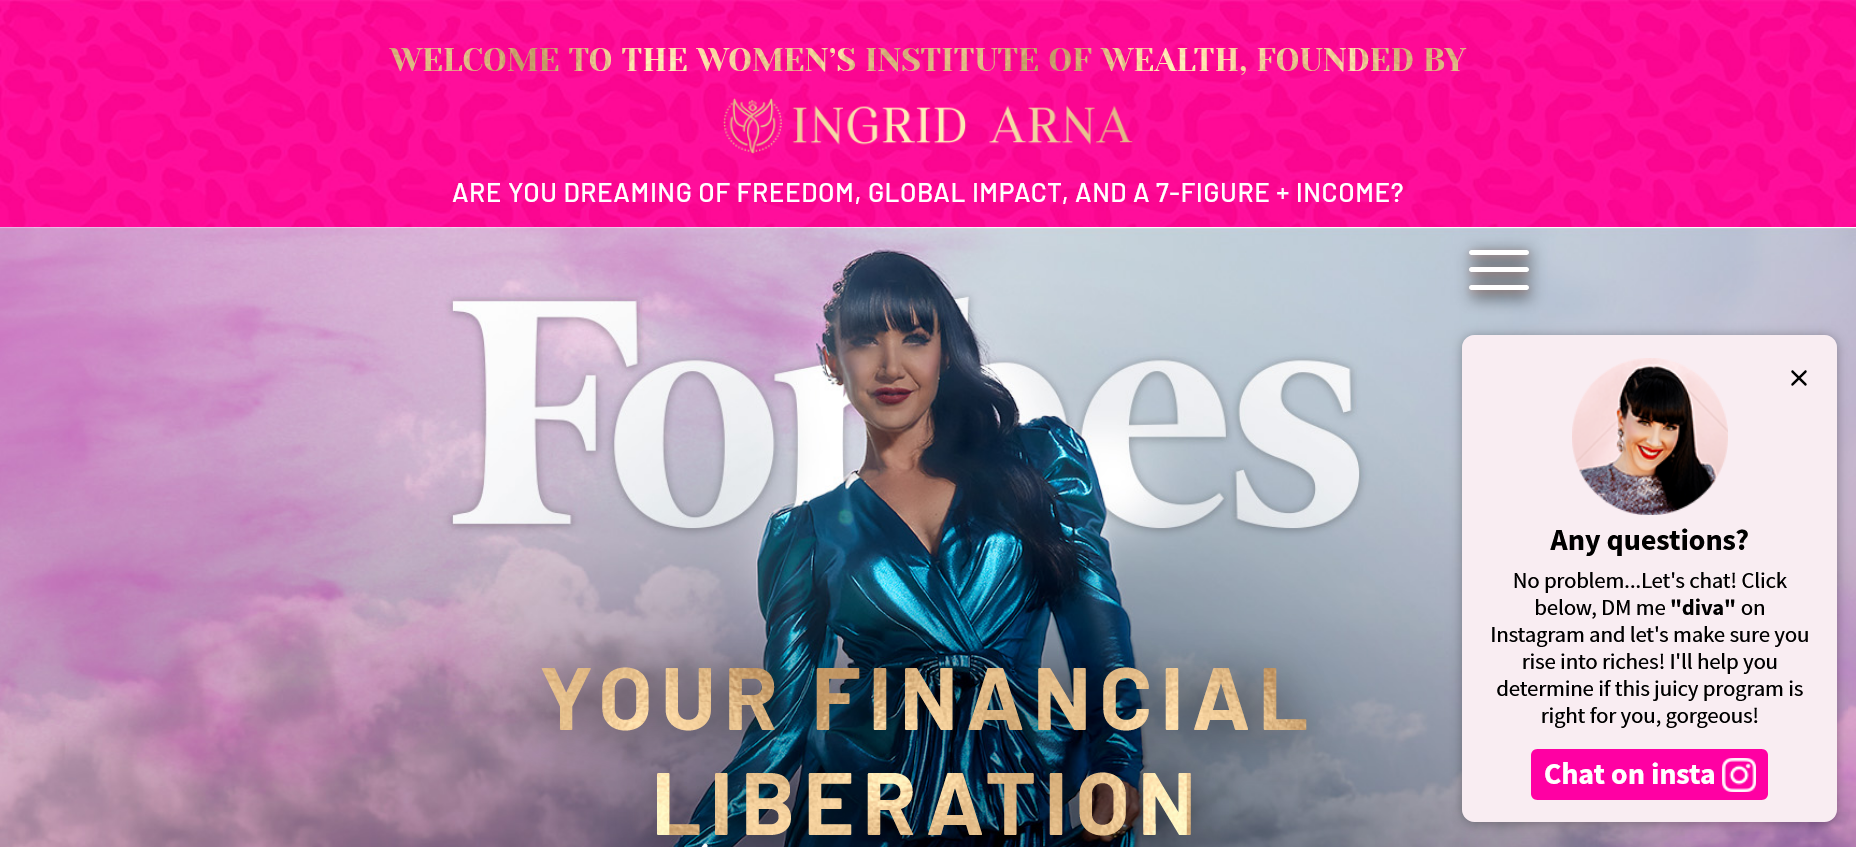 WELCOME TO THE WOMEN'S INSTITUTE OF WEALTH, FOUNDED BY
INGRID ARNA
ARE YOU DREAMING OF FREEDOM, GLOBAL IMPACT, AND A 7-FIGURE + INCOME?
Forbes
YOUR FINANCIAL
LIBERATION
Any questions?
No problem...Let's chat! Click
below, DM me "diva" on
Instagram and let's make sure you
rise into riches! I'll help you
determine if this juicy program is
right for you, gorgeous!
Chat on insta